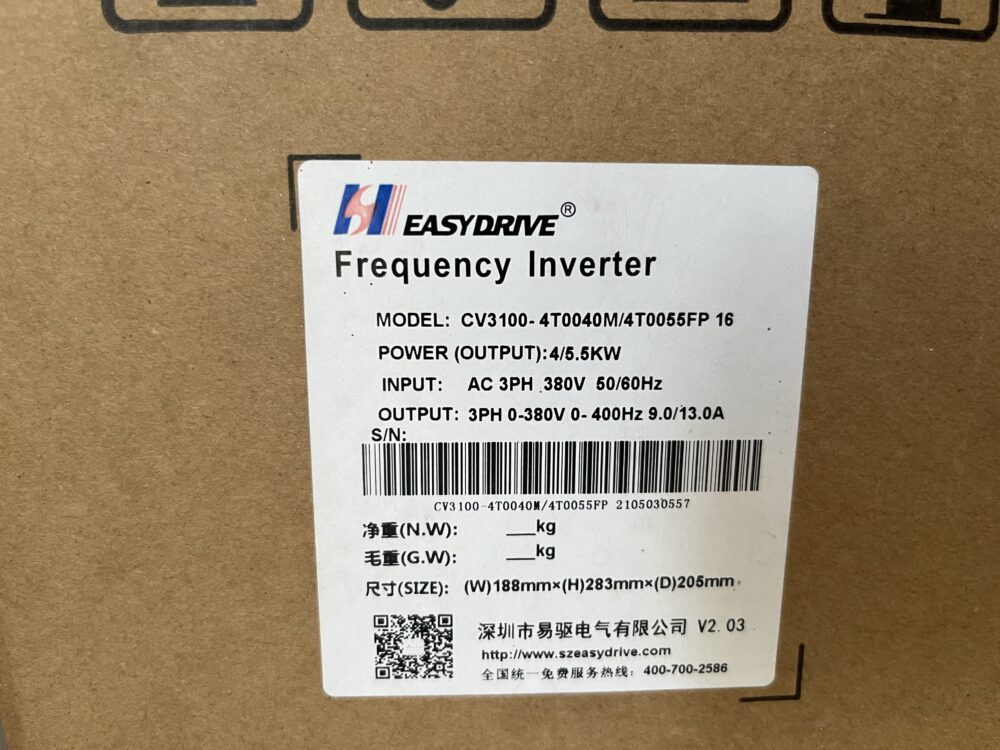 EASYDRIVE®
Frequency Inverter
MODEL: CV3100- 4T0040M/4T0055FP 16
POWER (OUTPUT): 4/5.5KW
INPUT: AC 3PH 380V 50/60Hz
OUTPUT: 3PH 0-380V 0- 400Hz 9.0/13.0A
S/N:
CV3100-4T0040M/4T0055FP 2105030557
净重(N.W): ___kg
毛重(G.W): ___kg
尺寸(SIZE): (W)188mm×(H)283mm×(D)205mm
深圳市易驱电气有限公司 V2.03
http://www.szeasydrive.com
全国统一免费服务热线: 400-700-2586